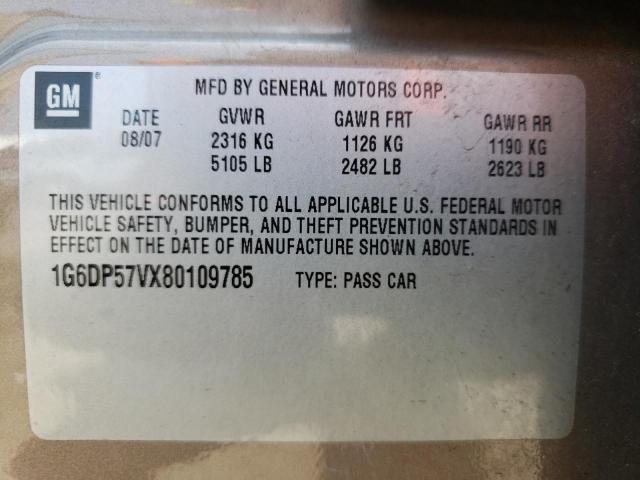 GM ®
MFD BY GENERAL MOTORS CORP.
DATE GVWR GAWR FRT GAWR RR
08/07 2316 KG 1126 KG 1190 KG
5105 LB 2482 LB 2623 LB
THIS VEHICLE CONFORMS TO ALL APPLICABLE U.S. FEDERAL MOTOR
VEHICLE SAFETY, BUMPER, AND THEFT PREVENTION STANDARDS IN
EFFECT ON THE DATE OF MANUFACTURE SHOWN ABOVE.
1G6DP57VX80109785 TYPE: PASS CAR